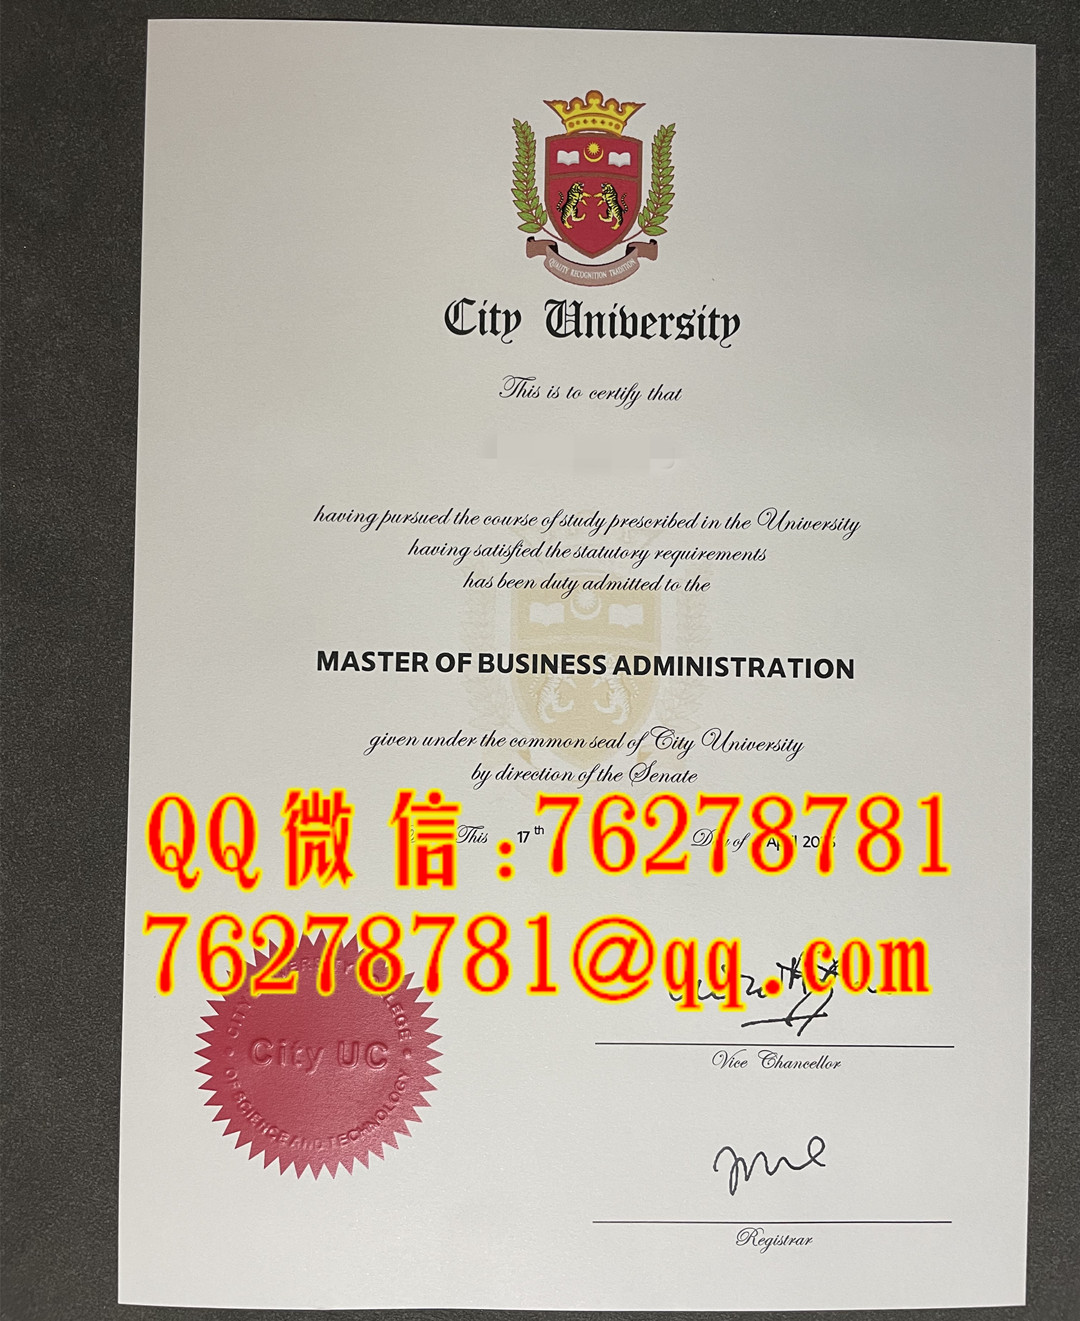 QUALITY RECOGNITION TRADITION
City University
This is to certify that
having pursued the course of study prescribed in the University
having satisfied the statutory requirements
has been duty admitted to the
MASTER OF BUSINESS ADMINISTRATION
given under the common seal of City University
by direction of the Senate
This 17th Day of April
QQ微信:76278781
76278781@qq.com
City UC
OF SCIENCE AND TECHNOLOGY
Vice Chancellor
Registrar